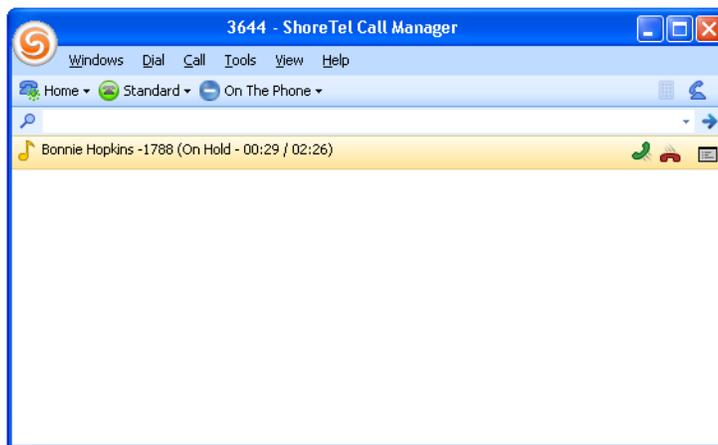 3644 - ShoreTel Call Manager
Windows Dial Call Tools View Help
Home Standard On The Phone
Bonnie Hopkins -1788 (On Hold - 00:29 / 02:26)